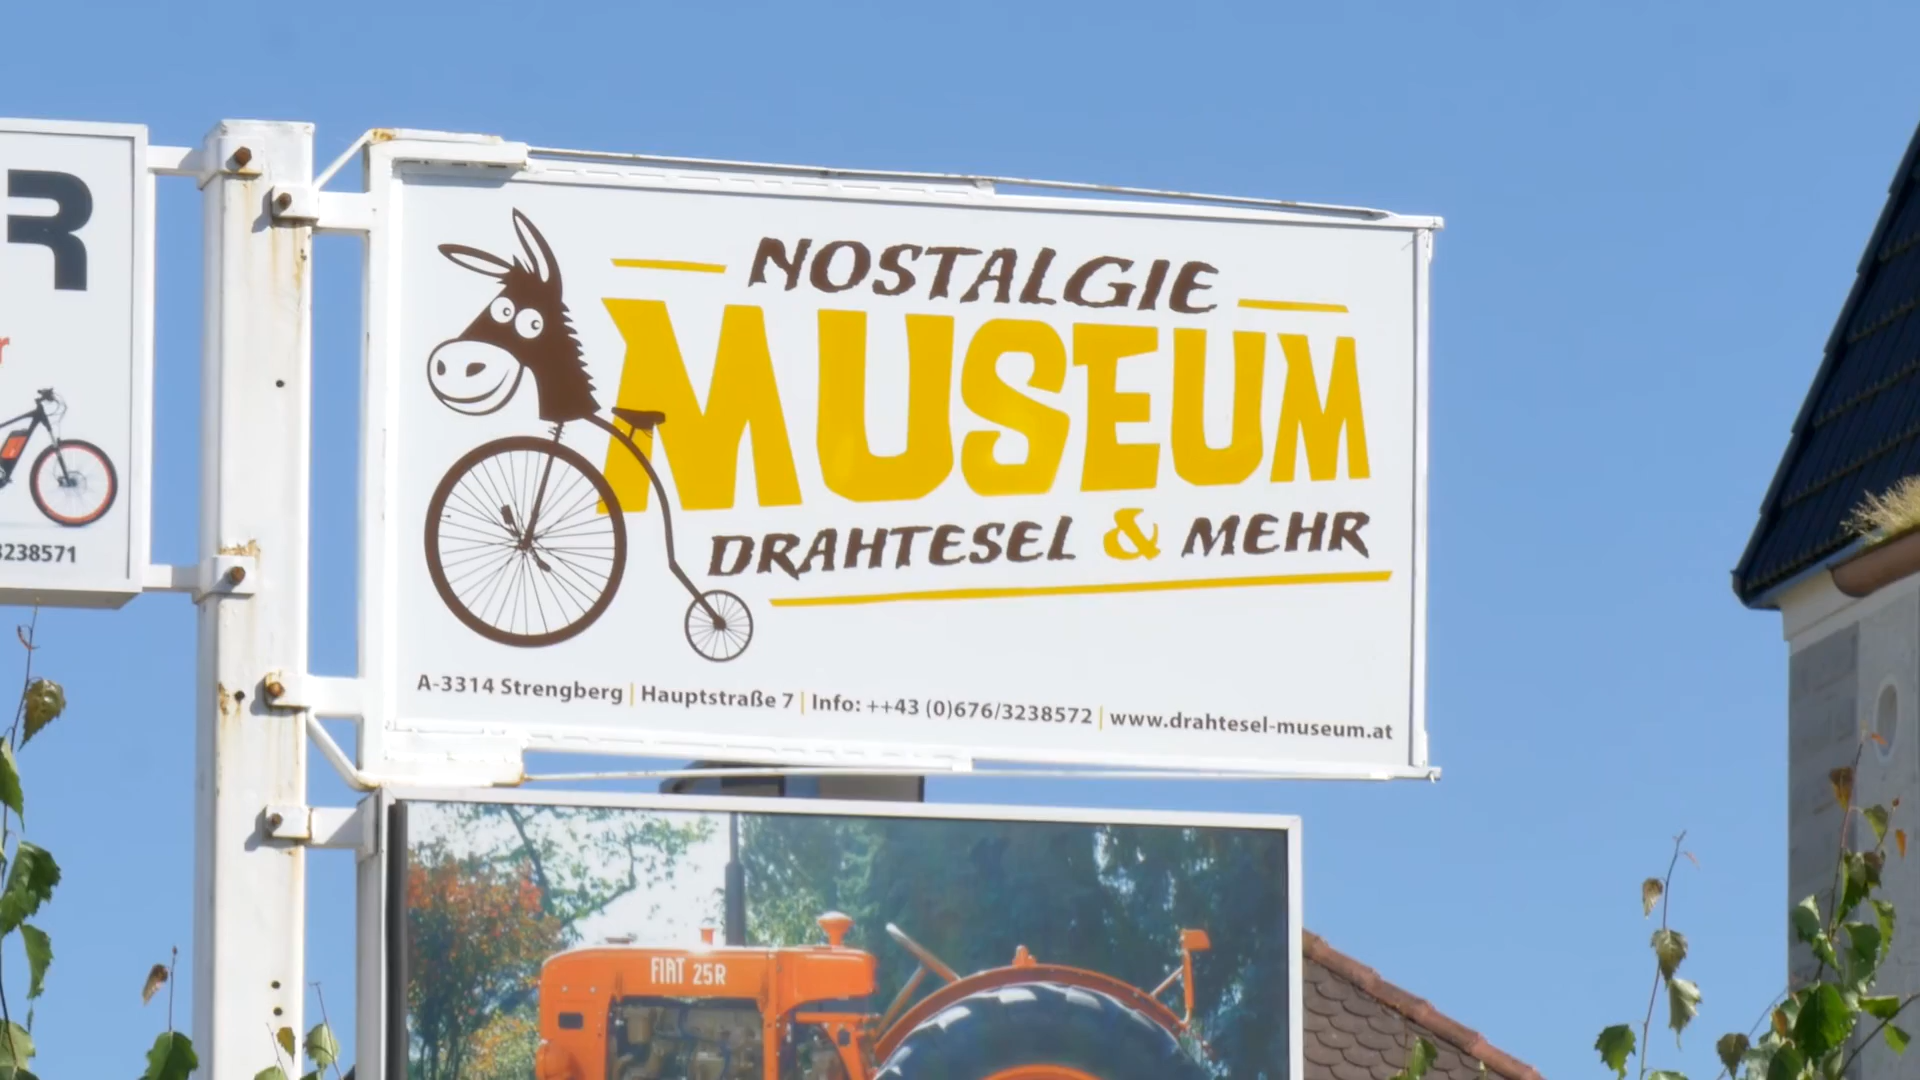 R
r
3238571
NOSTALGIE
MUSEUM
DRAHTESEL & MEHR
A-3314 Strengberg | Hauptstraße 7 | Info: ++43 (0)676/3238572 | www.drahtesel-museum.at
FIAT 25R